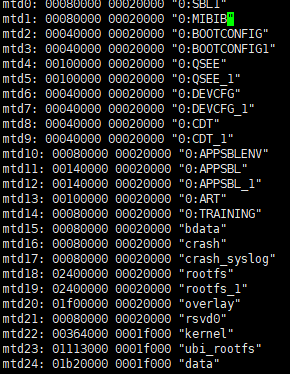 mtd0: 00080000 00020000 "0:SBL1"
mtd1: 00080000 00020000 "0:MIBIB"
mtd2: 00040000 00020000 "0:BOOTCONFIG"
mtd3: 00040000 00020000 "0:BOOTCONFIG1"
mtd4: 00100000 00020000 "0:QSEE"
mtd5: 00100000 00020000 "0:QSEE_1"
mtd6: 00040000 00020000 "0:DEVCFG"
mtd7: 00040000 00020000 "0:DEVCFG_1"
mtd8: 00040000 00020000 "0:CDT"
mtd9: 00040000 00020000 "0:CDT_1"
mtd10: 00080000 00020000 "0:APPSBLENV"
mtd11: 00140000 00020000 "0:APPSBL"
mtd12: 00140000 00020000 "0:APPSBL_1"
mtd13: 00100000 00020000 "0:ART"
mtd14: 00080000 00020000 "0:TRAINING"
mtd15: 00080000 00020000 "bdata"
mtd16: 00080000 00020000 "crash"
mtd17: 00080000 00020000 "crash_syslog"
mtd18: 02400000 00020000 "rootfs"
mtd19: 02400000 00020000 "rootfs_1"
mtd20: 01f00000 00020000 "overlay"
mtd21: 00080000 00020000 "rsvd0"
mtd22: 00364000 0001f000 "kernel"
mtd23: 01113000 0001f000 "ubi_rootfs"
mtd24: 01b20000 0001f000 "data"